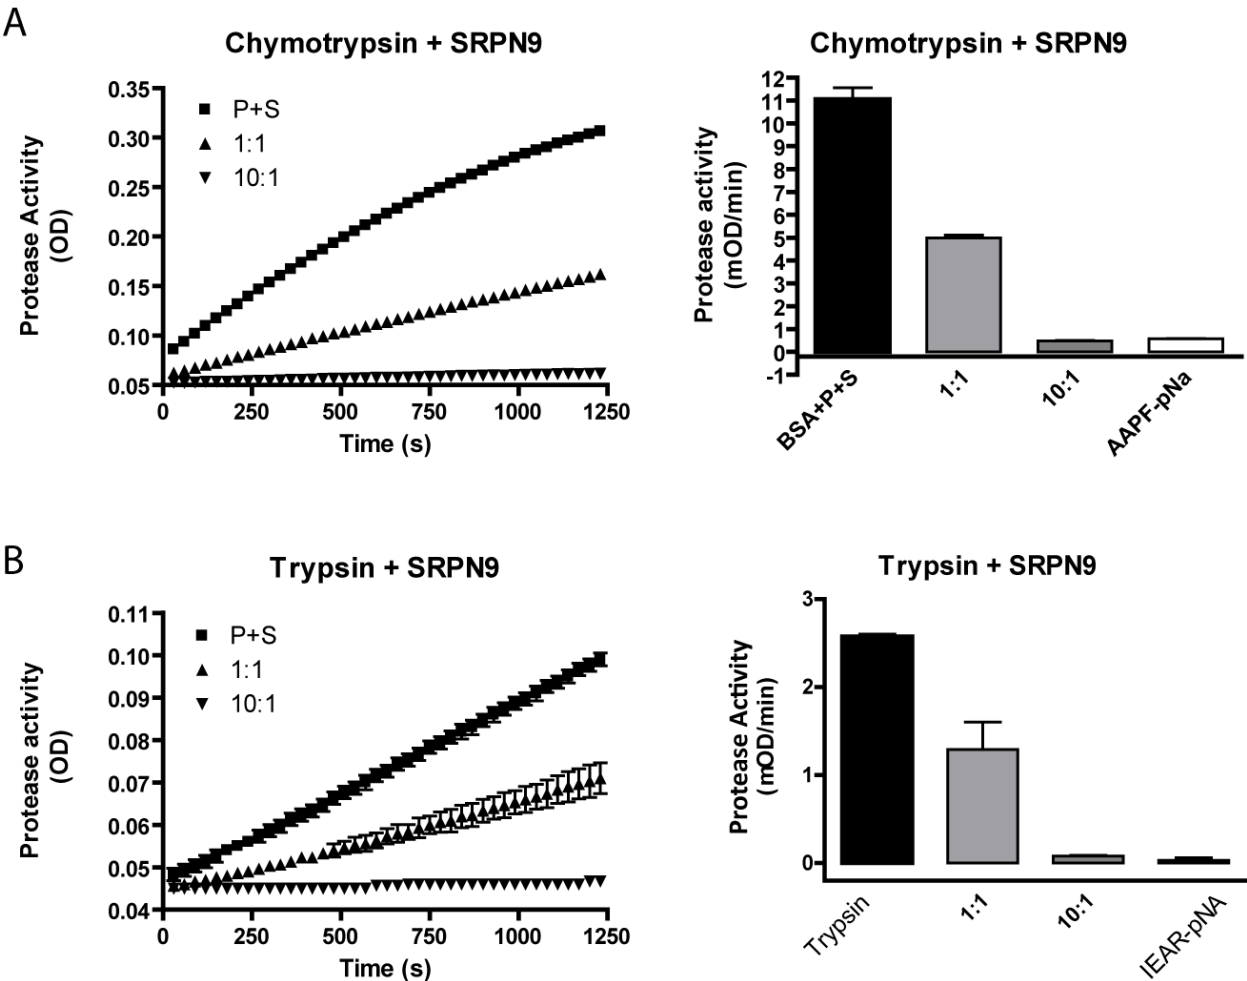 A
Chymotrypsin + SRPN9
Protease Activity
(OD)
0.35
0.30
0.25
0.20
0.15
0.10
0.05
P+S
1:1
10:1
0 250 500 750 1000 1250
Time (s)
Chymotrypsin + SRPN9
Protease activity
(mOD/min)
12
11
10
9
8
7
6
5
4
3
2
1
0
-1
BSA+P+S
1:1
10:1
AAPF-pNa
B
Trypsin + SRPN9
Protease activity
(OD)
0.11
0.10
0.09
0.08
0.07
0.06
0.05
0.04
P+S
1:1
10:1
0 250 500 750 1000 1250
Time (s)
Trypsin + SRPN9
Protease Activity
(mOD/min)
3
2
1
0
Trypsin
1:1
10:1
IEAR-pNA